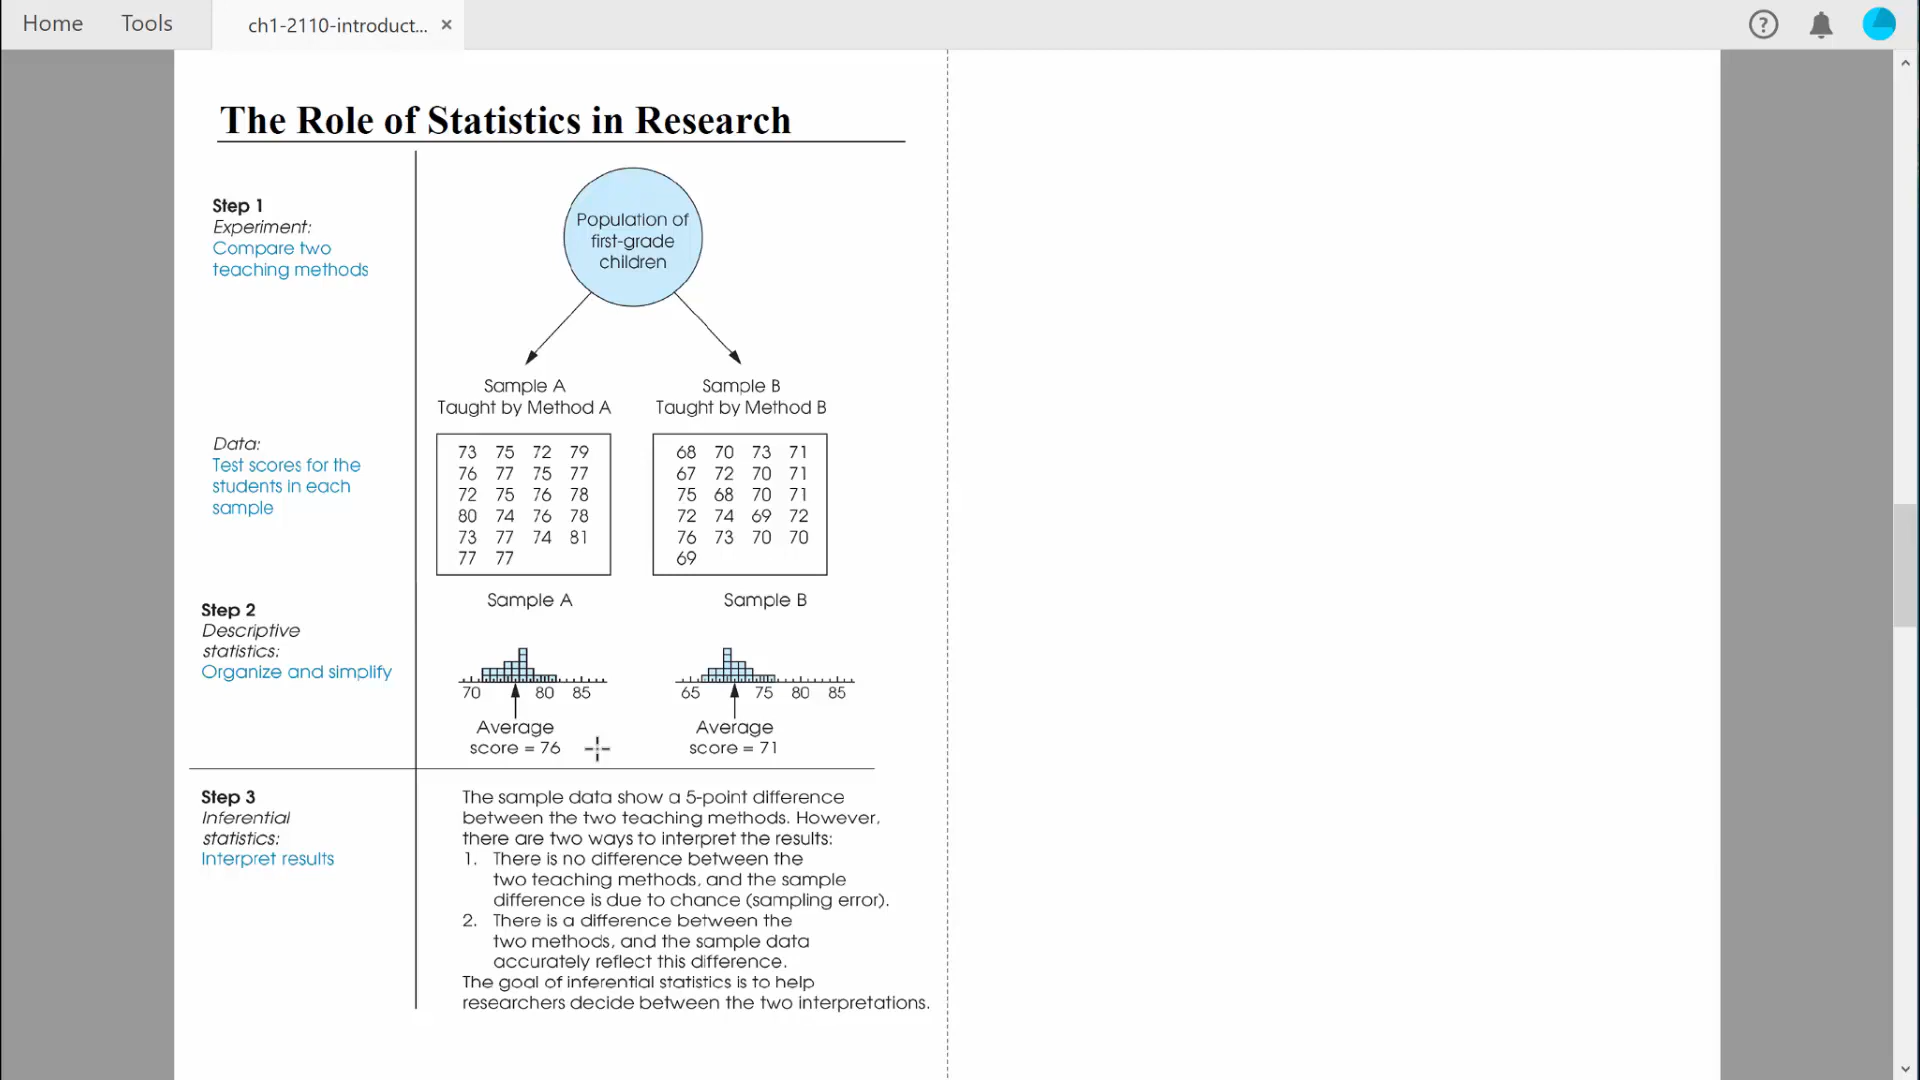 Home Tools ch1-2110-introduct... × ?
The Role of Statistics in Research
Step 1
Experiment:
Compare two
teaching methods
Population of
first-grade
children
Sample A
Taught by Method A
Sample B
Taught by Method B
Data:
Test scores for the
students in each
sample
73 75 72 79
76 77 75 77
72 75 76 78
80 74 76 78
73 77 74 81
77 77
68 70 73 71
67 72 70 71
75 68 70 71
72 74 69 72
76 73 70 70
69
Step 2
Descriptive
statistics:
Organize and simplify
Sample A
70 80 85
Average
score = 76
Sample B
65 75 80 85
Average
score = 71
Step 3
Inferential
statistics:
Interpret results
The sample data show a 5-point difference
between the two teaching methods. However,
there are two ways to interpret the results:
1. There is no difference between the
two teaching methods, and the sample
difference is due to chance (sampling error).
2. There is a difference between the
two methods, and the sample data
accurately reflect this difference.
The goal of inferential statistics is to help
researchers decide between the two interpretations.